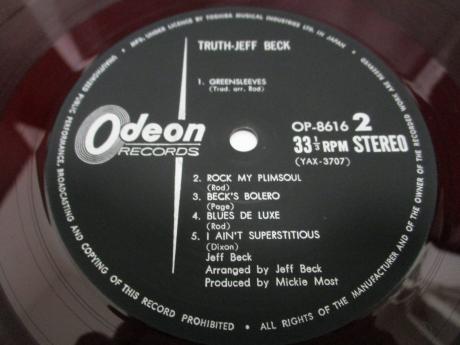 TRUTH-JEFF BECK
1. GREENSLEEVES
(Trad. arr. Rod)
Odeon
RECORDS
OP-8616 2
33⅓ RPM STEREO
(YAX-3707)
2. ROCK MY PLIMSOUL
(Rod)
3. BECK'S BOLERO
(Page)
4. BLUES DE LUXE
(Rod)
5. I AIN'T SUPERSTITIOUS
(Dixon)
Jeff Beck
Arranged by Jeff Beck
Produced by Mickie Most
MFD. UNDER LICENCE BY TOSHIBA MUSICAL INDUSTRIES LTD. IN JAPAN • ALL RIGHTS OF THE MANUFACTURER AND OF THE OWNER OF THE RECORDED WORK ARE RESERVED
UNAUTHORISED PUBLIC PERFORMANCE, BROADCASTING AND COPYING OF THIS RECORD PROHIBITED •